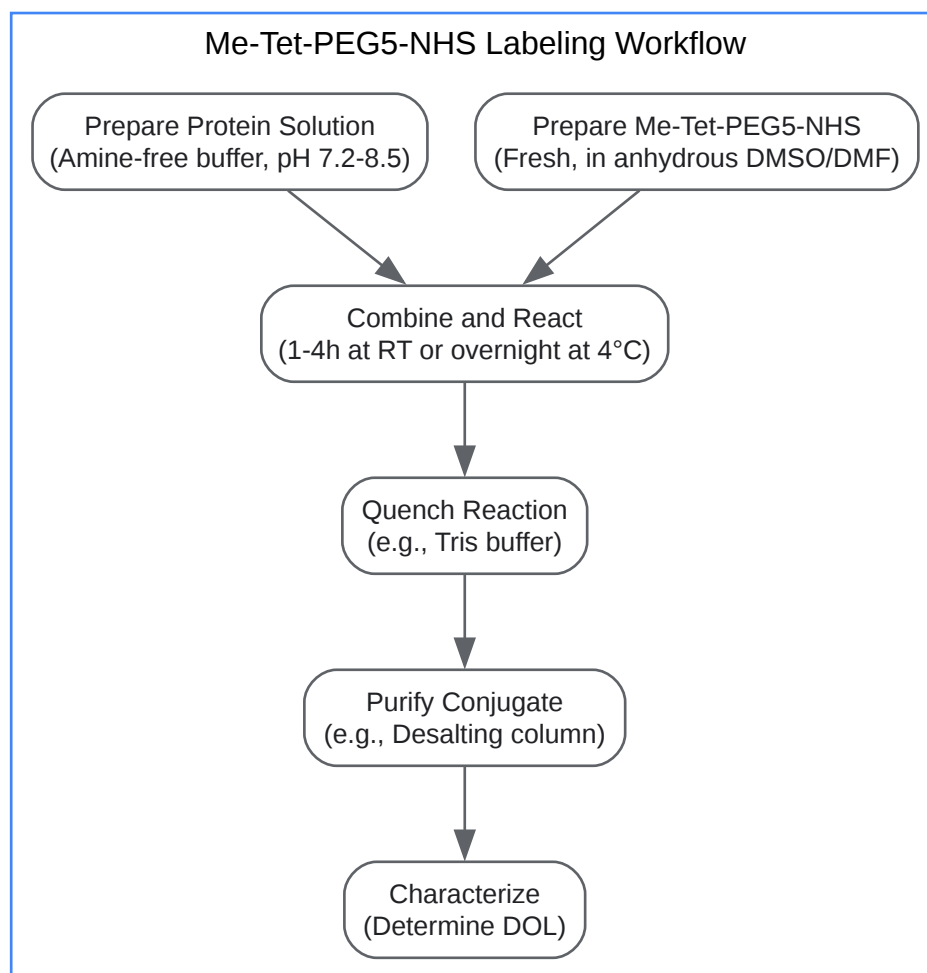 Me-Tet-PEG5-NHS Labeling Workflow
Prepare Protein Solution
(Amine-free buffer, pH 7.2-8.5)
Prepare Me-Tet-PEG5-NHS
(Fresh, in anhydrous DMSO/DMF)
Combine and React
(1-4h at RT or overnight at 4°C)
Quench Reaction
(e.g., Tris buffer)
Purify Conjugate
(e.g., Desalting column)
Characterize
(Determine DOL)